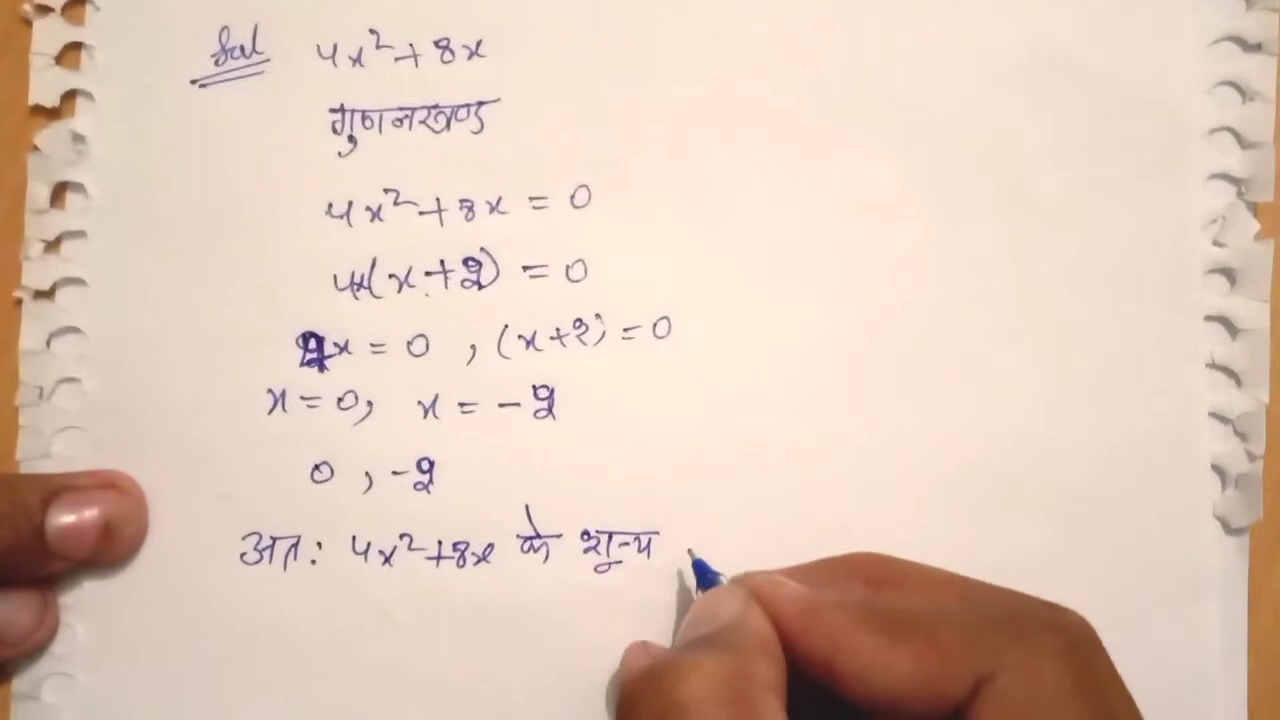 Sol 4x²+8x
गुणनखण्ड
4x²+8x = 0
4x(x+2) = 0
4x = 0 , (x+2) = 0
x = 0, x = -2
0 , -2
अतः 4x²+8x के शून्य